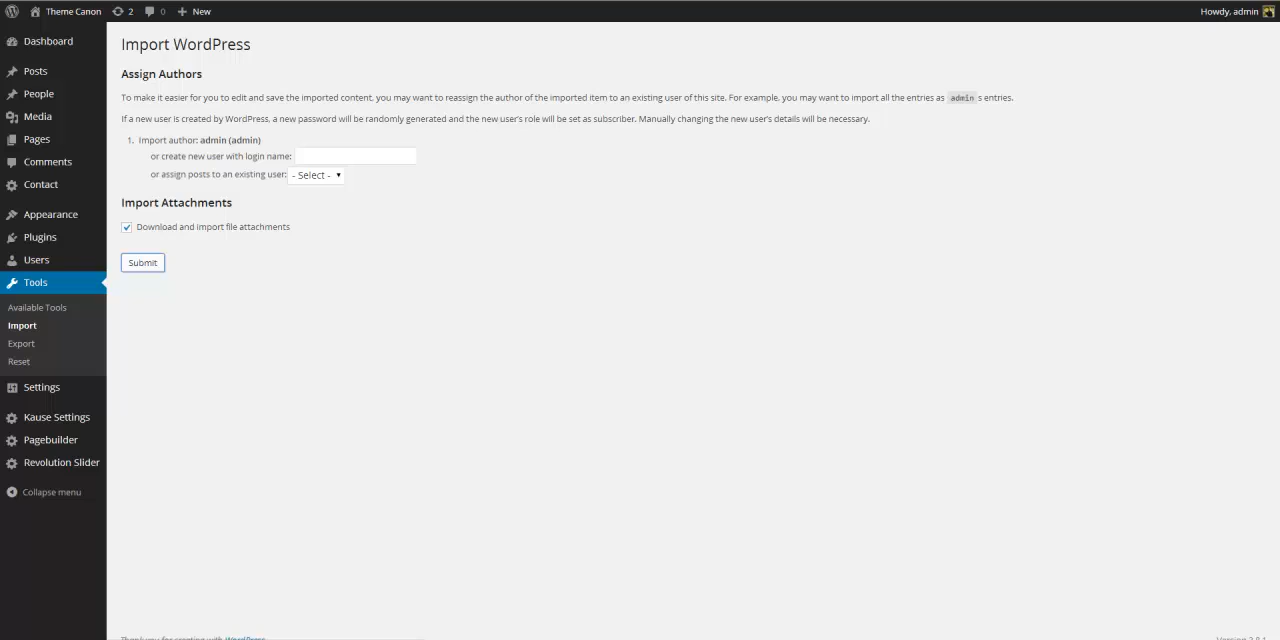 Theme Canon 2 0 New Howdy, admin
Dashboard
Posts
People
Media
Pages
Comments
Contact
Appearance
Plugins
Users
Tools
Available Tools
Import
Export
Reset
Settings
Kause Settings
Pagebuilder
Revolution Slider
Collapse menu
Import WordPress
Assign Authors
To make it easier for you to edit and save the imported content, you may want to reassign the author of the imported item to an existing user of this site. For example, you may want to import all the entries as admin s entries.
If a new user is created by WordPress, a new password will be randomly generated and the new user's role will be set as subscriber. Manually changing the new user's details will be necessary.
1. Import author: admin (admin)
or create new user with login name:
or assign posts to an existing user: - Select -
Import Attachments
Download and import file attachments
Submit
Thank you for creating with WordPress